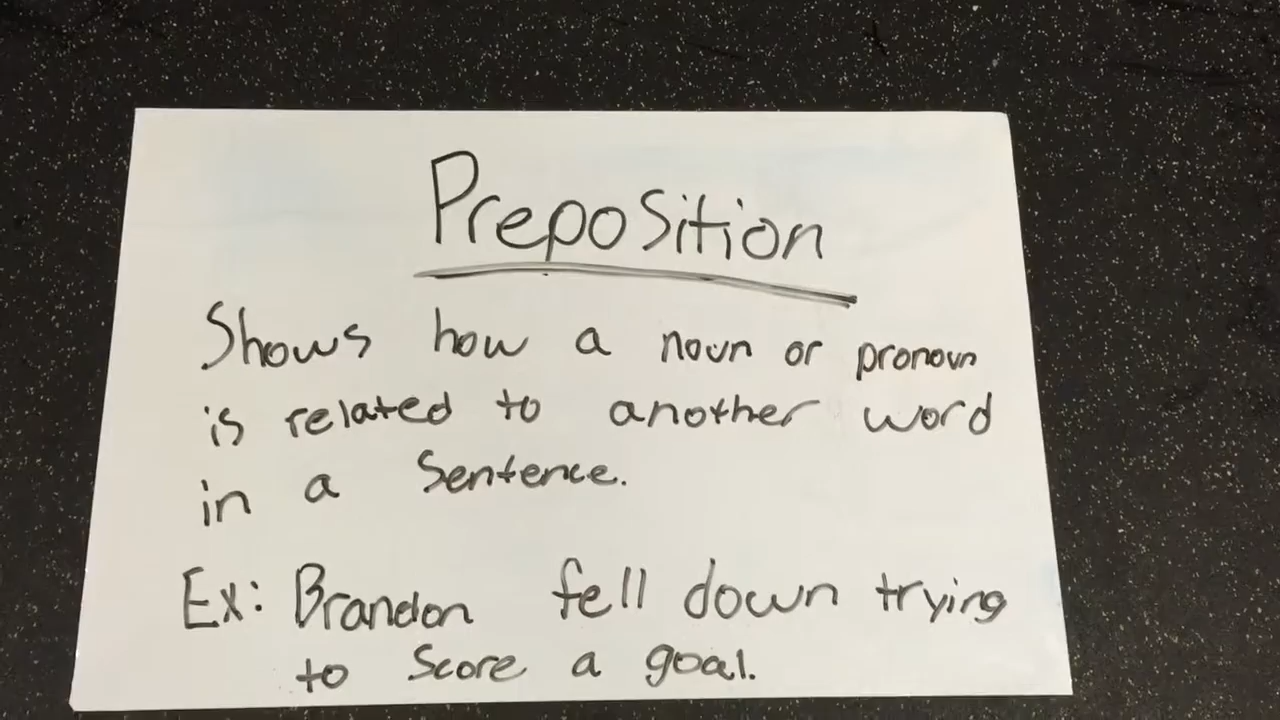 Preposition
Shows how a noun or pronoun
is related to another word
in a sentence.
Ex: Brandon fell down trying
to score a goal.